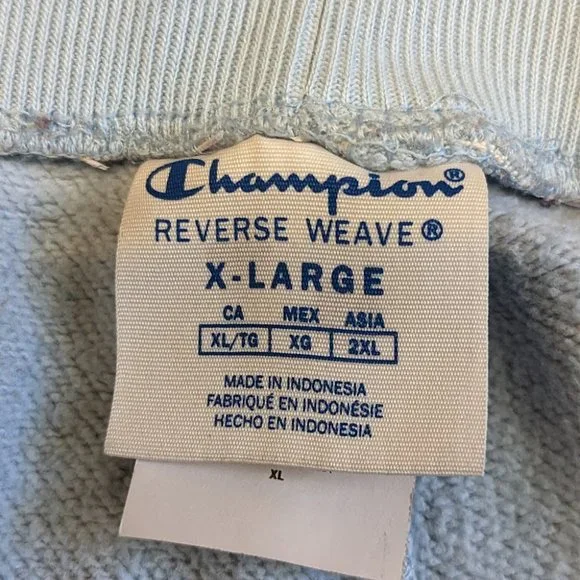 Champion®
REVERSE WEAVE®
X-LARGE
CA MEX ASIA
XL/TG XG 2XL
MADE IN INDONESIA
FABRIQUÉ EN INDONÉSIE
HECHO EN INDONESIA
XL